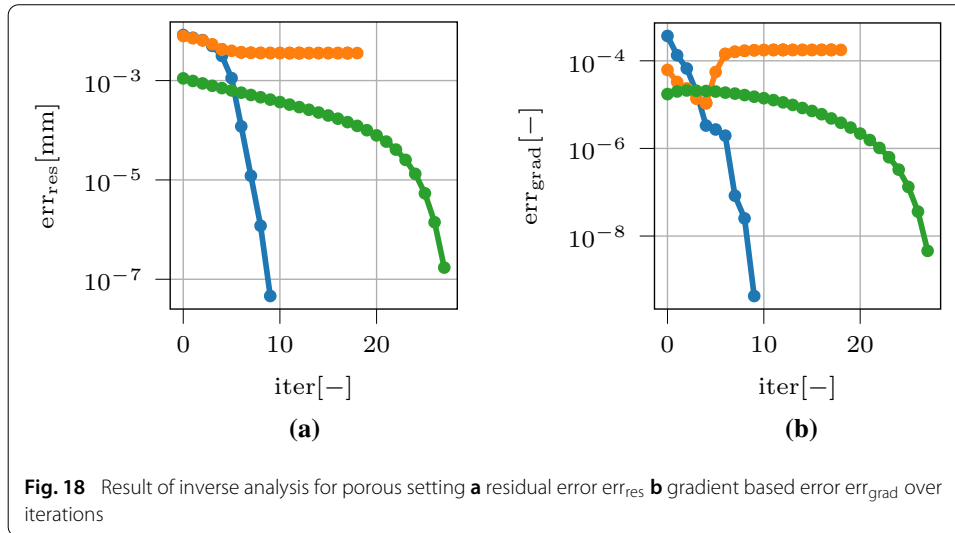 10⁻³
10⁻⁵
10⁻⁷
err_res[mm]
0 10 20
iter[−]
(a)
10⁻⁴
10⁻⁶
10⁻⁸
err_grad[−]
0 10 20
iter[−]
(b)
Fig. 18 Result of inverse analysis for porous setting a residual error err_res b gradient based error err_grad over
iterations